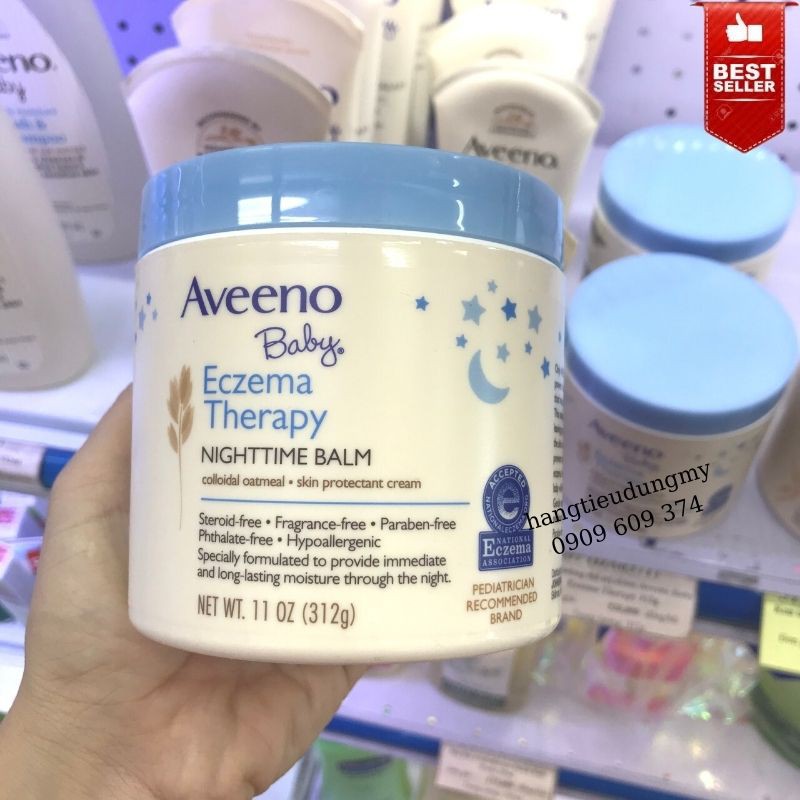 BEST
SELLER
Aveeno
Baby®
Eczema
Therapy
NIGHTTIME BALM
colloidal oatmeal • skin protectant cream
Steroid-free • Fragrance-free • Paraben-free
Phthalate-free • Hypoallergenic
Specially formulated to provide immediate
and long-lasting moisture through the night.
NET WT. 11 OZ (312g)
ACCEPTED
e
NATIONAL
Eczema
ASSOCIATION
PEDIATRICIAN
RECOMMENDED
BRAND
hangtieudungmy
0909 609 374
Aveeno
Aveeno
Baby